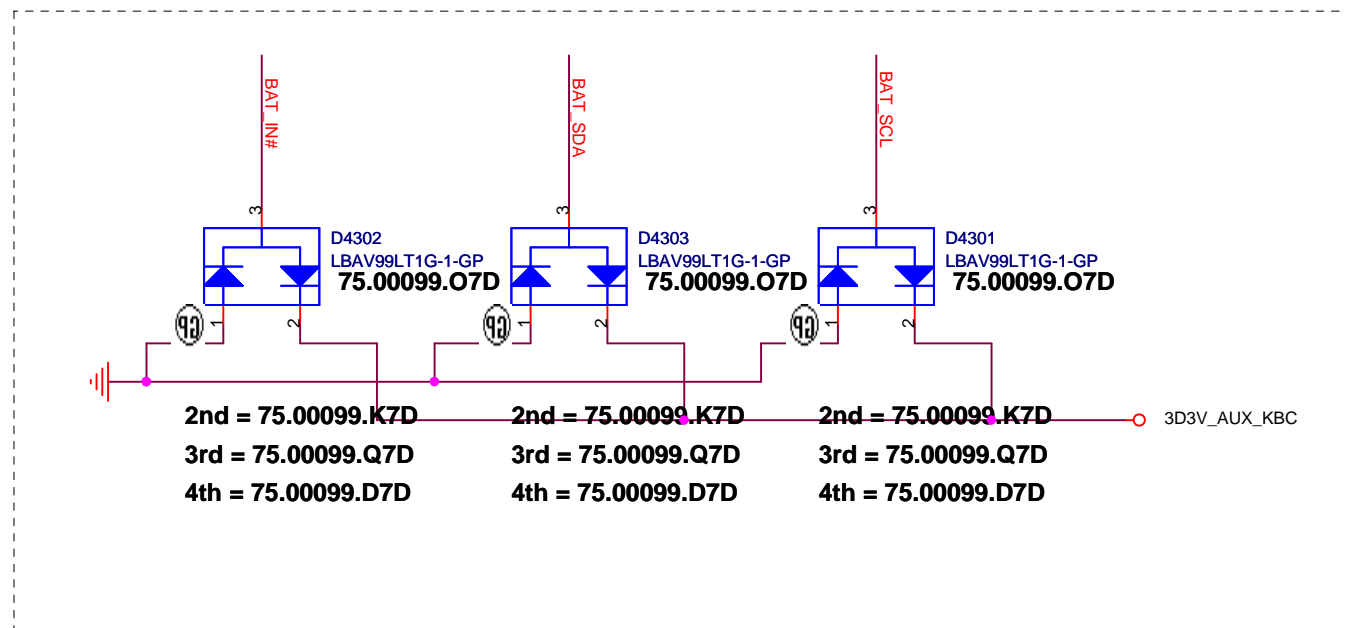 BAT_IN#
BAT_SDA
BAT_SCL
3
3
3
D4302
LBAV99LT1G-1-GP
75.00099.O7D
D4303
LBAV99LT1G-1-GP
75.00099.O7D
D4301
LBAV99LT1G-1-GP
75.00099.O7D
GP
1
2
GP
1
2
GP
1
2
2nd = 75.00099.K7D
3rd = 75.00099.Q7D
4th = 75.00099.D7D
2nd = 75.00099.K7D
3rd = 75.00099.Q7D
4th = 75.00099.D7D
2nd = 75.00099.K7D
3rd = 75.00099.Q7D
4th = 75.00099.D7D
3D3V_AUX_KBC